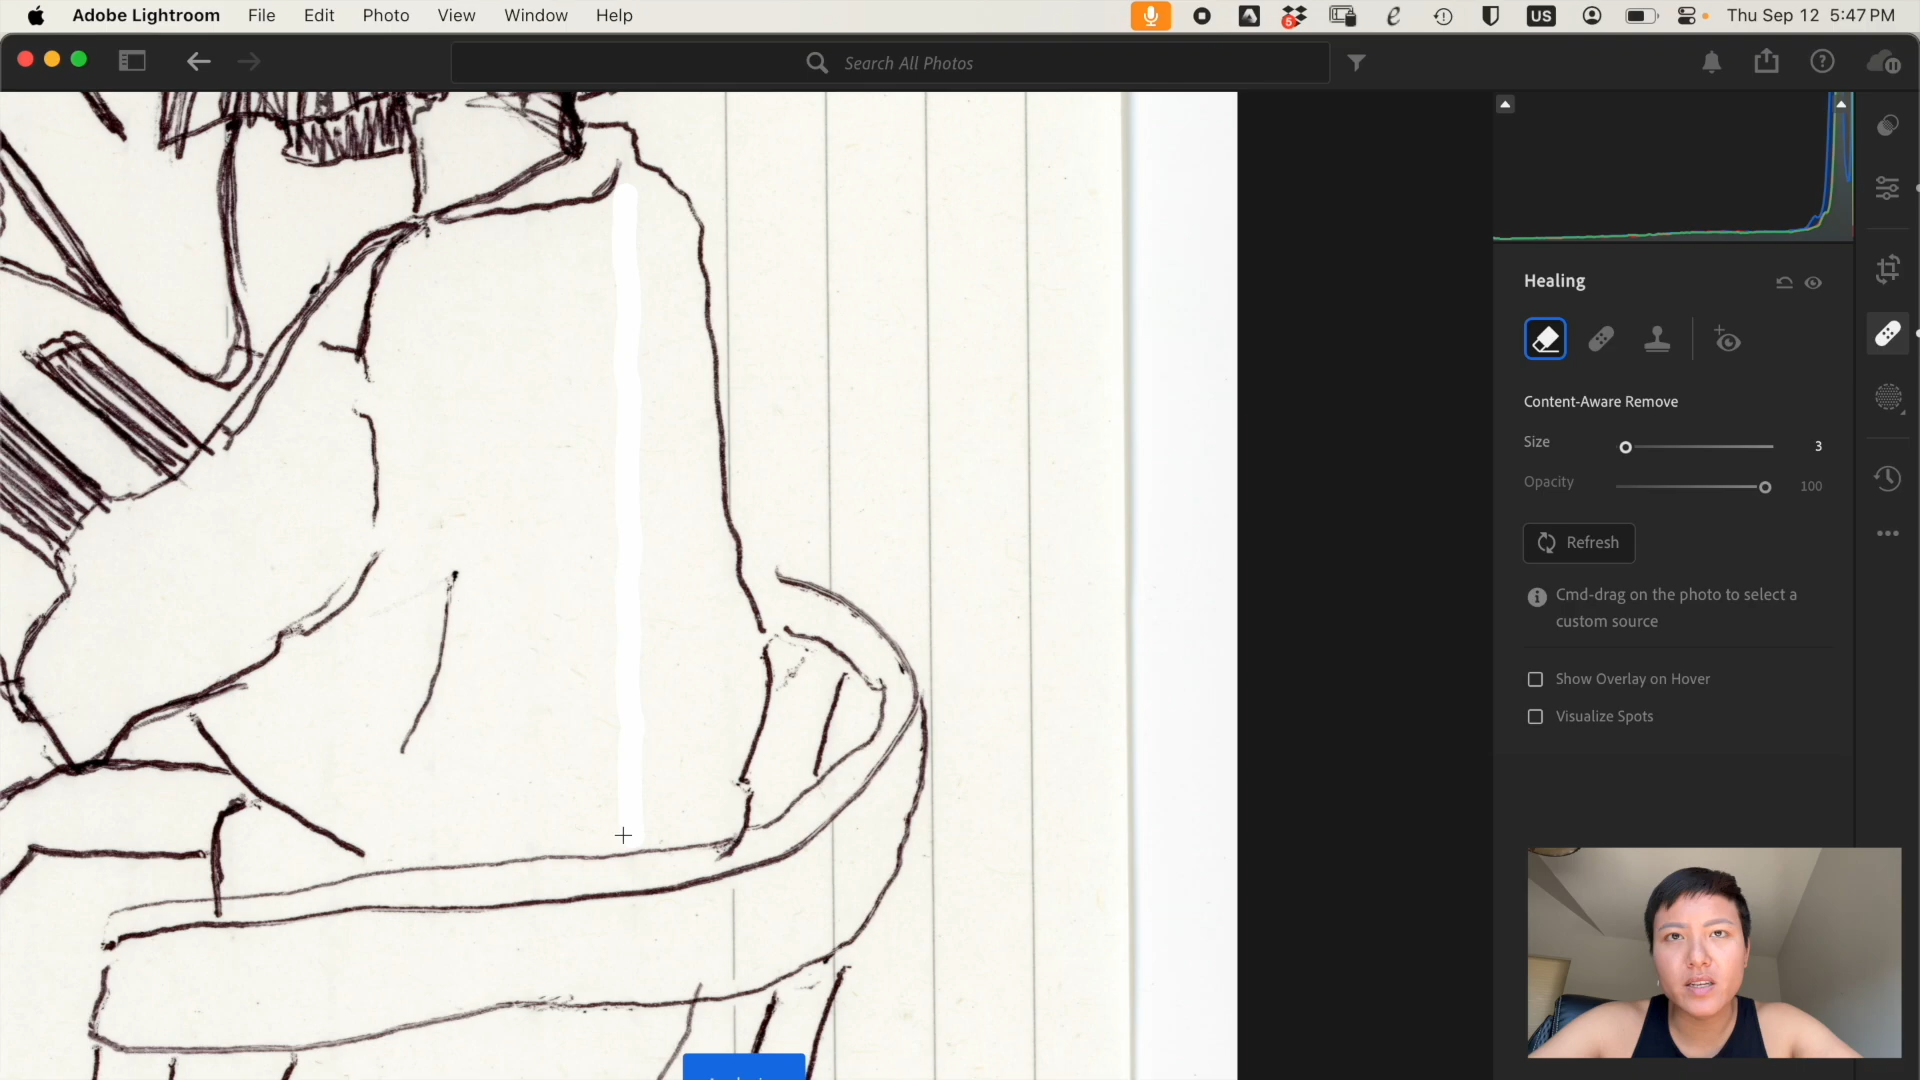 Adobe Lightroom File Edit Photo View Window Help 5 US Thu Sep 12 5:47 PM
Search All Photos
Healing
Content-Aware Remove
Size 3
Opacity 100
Refresh
Cmd-drag on the photo to select a
custom source
Show Overlay on Hover
Visualize Spots